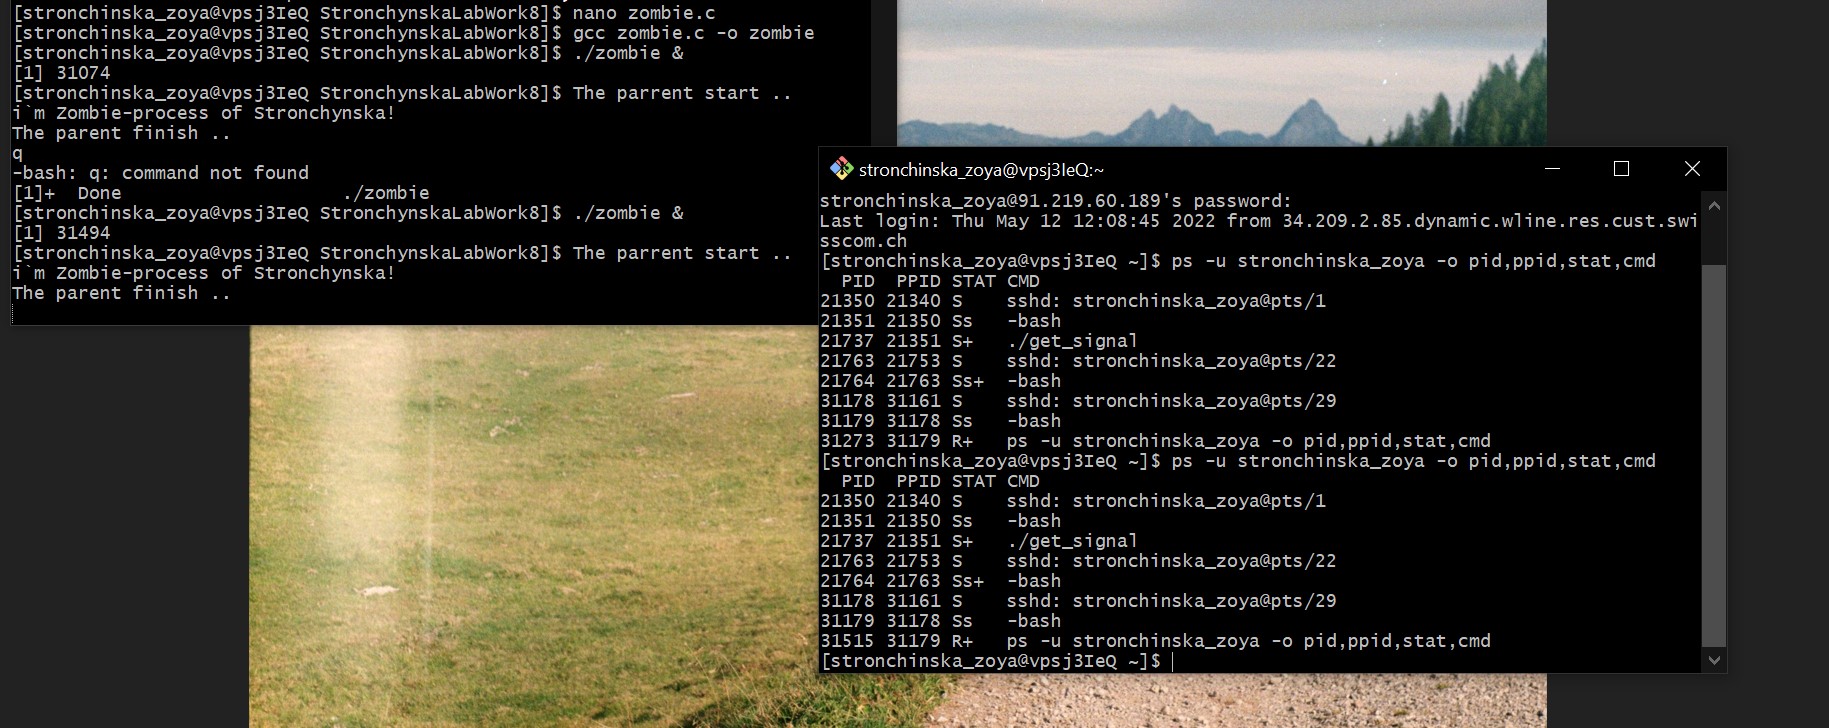 [stronchinska_zoya@vpsj3IeQ StronchynskaLabWork8]$ nano zombie.c
[stronchinska_zoya@vpsj3IeQ StronchynskaLabWork8]$ gcc zombie.c -o zombie
[stronchinska_zoya@vpsj3IeQ StronchynskaLabWork8]$ ./zombie &
[1] 31074
[stronchinska_zoya@vpsj3IeQ StronchynskaLabWork8]$ The parrent start ..
i`m Zombie-process of Stronchynska!
The parent finish ..
q
-bash: q: command not found
[1]+  Done                    ./zombie
[stronchinska_zoya@vpsj3IeQ StronchynskaLabWork8]$ ./zombie &
[1] 31494
[stronchinska_zoya@vpsj3IeQ StronchynskaLabWork8]$ The parrent start ..
i`m Zombie-process of Stronchynska!
The parent finish ..
stronchinska_zoya@vpsj3IeQ:~
stronchinska_zoya@91.219.60.189's password:
Last login: Thu May 12 12:08:45 2022 from 34.209.2.85.dynamic.wline.res.cust.swi
sscom.ch
[stronchinska_zoya@vpsj3IeQ ~]$ ps -u stronchinska_zoya -o pid,ppid,stat,cmd
  PID  PPID STAT CMD
21350 21340 S    sshd: stronchinska_zoya@pts/1
21351 21350 Ss   -bash
21737 21351 S+   ./get_signal
21763 21753 S    sshd: stronchinska_zoya@pts/22
21764 21763 Ss+  -bash
31178 31161 S    sshd: stronchinska_zoya@pts/29
31179 31178 Ss   -bash
31273 31179 R+   ps -u stronchinska_zoya -o pid,ppid,stat,cmd
[stronchinska_zoya@vpsj3IeQ ~]$ ps -u stronchinska_zoya -o pid,ppid,stat,cmd
  PID  PPID STAT CMD
21350 21340 S    sshd: stronchinska_zoya@pts/1
21351 21350 Ss   -bash
21737 21351 S+   ./get_signal
21763 21753 S    sshd: stronchinska_zoya@pts/22
21764 21763 Ss+  -bash
31178 31161 S    sshd: stronchinska_zoya@pts/29
31179 31178 Ss   -bash
31515 31179 R+   ps -u stronchinska_zoya -o pid,ppid,stat,cmd
[stronchinska_zoya@vpsj3IeQ ~]$